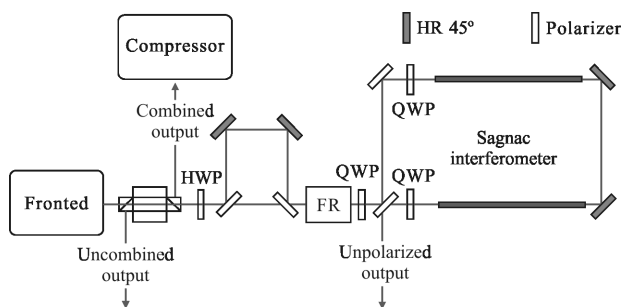 HR 45º
Polarizer
Compressor
Combined
output
QWP
Sagnac
interferometer
HWP
QWP
QWP
Fronted
FR
Uncombined
output
Unpolarized
output